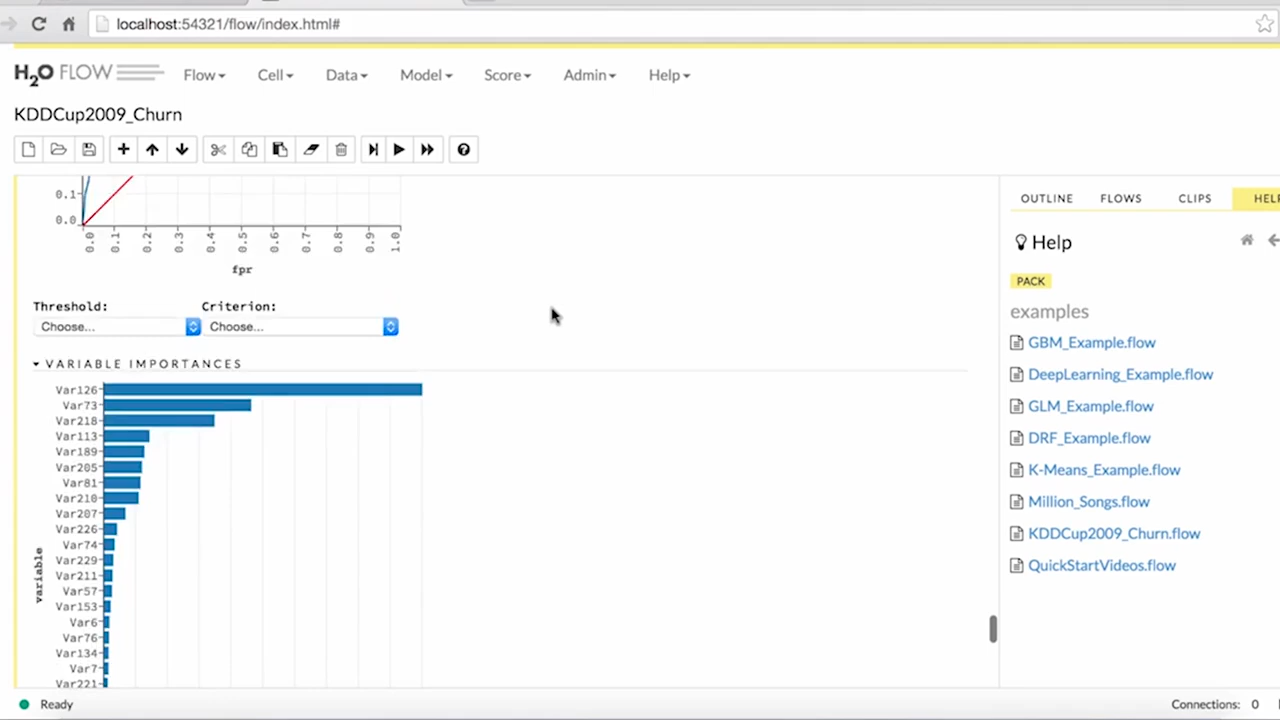 localhost:54321/flow/index.html#
H2O FLOW Flow Cell Data Model Score Admin Help
KDDCup2009_Churn
OUTLINE FLOWS CLIPS HELP
Help
PACK
examples
GBM_Example.flow
DeepLearning_Example.flow
GLM_Example.flow
DRF_Example.flow
K-Means_Example.flow
Million_Songs.flow
KDDCup2009_Churn.flow
QuickStartVideos.flow
0.1
0.0
0.0 0.1 0.2 0.3 0.4 0.5 0.6 0.7 0.8 0.9 1.0
fpr
Threshold: Criterion:
Choose... Choose...
VARIABLE IMPORTANCES
variable
Var126
Var73
Var218
Var113
Var189
Var205
Var81
Var210
Var207
Var226
Var74
Var229
Var211
Var57
Var153
Var6
Var76
Var134
Var7
Var221
Ready
Connections: 0